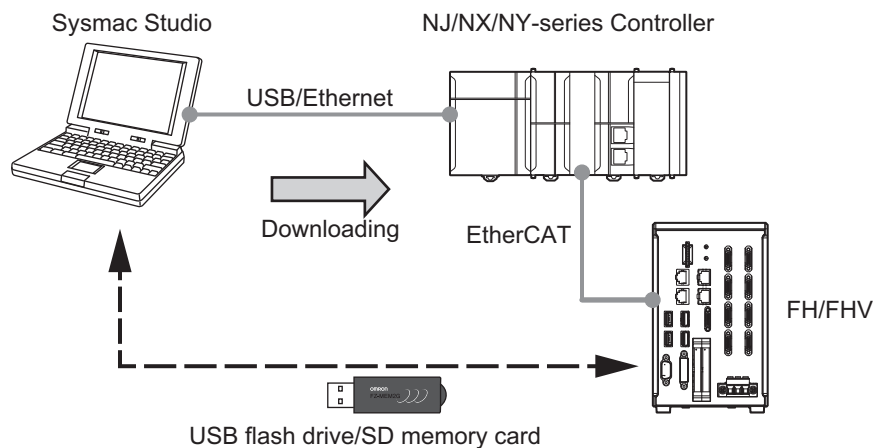 Sysmac Studio
NJ/NX/NY-series Controller
USB/Ethernet
Downloading
EtherCAT
FH/FHV
OMRON
USB flash drive/SD memory card